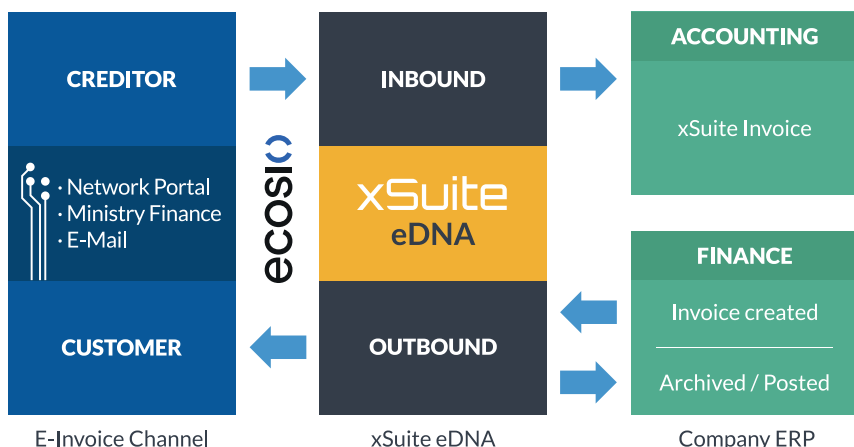 CREDITOR
· Network Portal
· Ministry Finance
· E-Mail
CUSTOMER
E-Invoice Channel
ecosio
INBOUND
xSuite
eDNA
OUTBOUND
xSuite eDNA
ACCOUNTING
xSuite Invoice
FINANCE
Invoice created
Archived / Posted
Company ERP